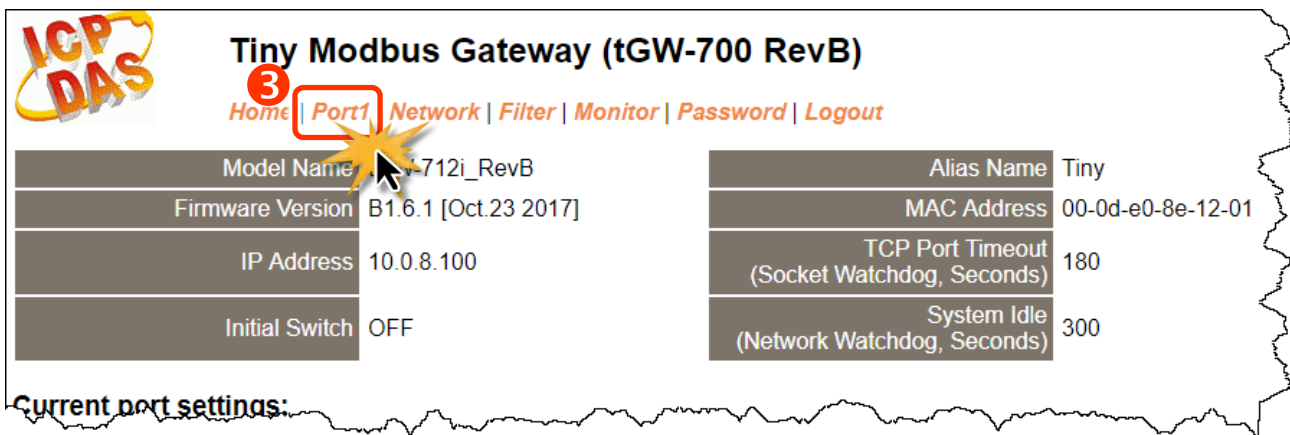 ICP DAS
Tiny Modbus Gateway (tGW-700 RevB)
3
Home | Port1 | Network | Filter | Monitor | Password | Logout
Model Name -712i_RevB Alias Name Tiny
Firmware Version B1.6.1 [Oct.23 2017] MAC Address 00-0d-e0-8e-12-01
IP Address 10.0.8.100 TCP Port Timeout
(Socket Watchdog, Seconds) 180
Initial Switch OFF System Idle
(Network Watchdog, Seconds) 300
Current port settings: